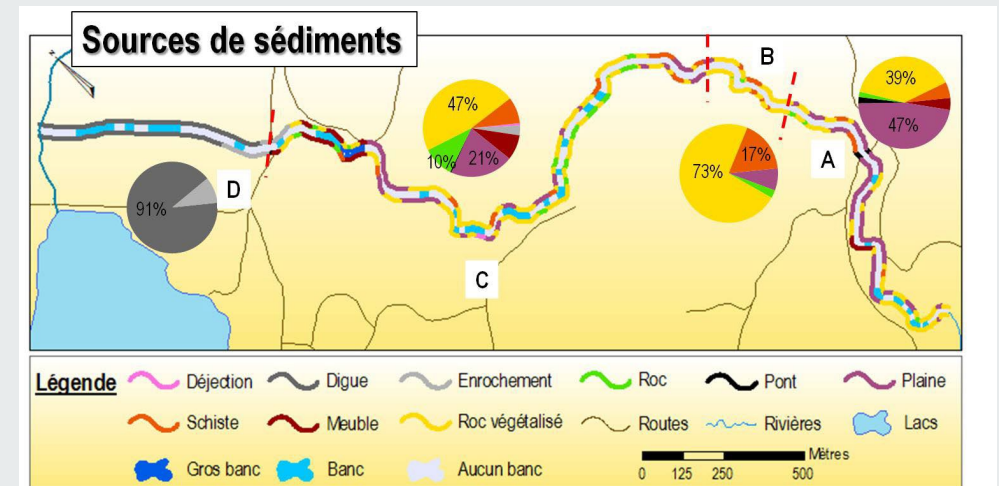 Sources de sédiments
B
39%
47%
47%
10%
21%
73%
17%
A
D
91%
C
Légende
Déjection
Digue
Enrochement
Roc
Pont
Plaine
Schiste
Meuble
Roc végétalisé
Routes
Rivières
Lacs
Gros banc
Banc
Aucun banc
Mètres
0 125 250 500